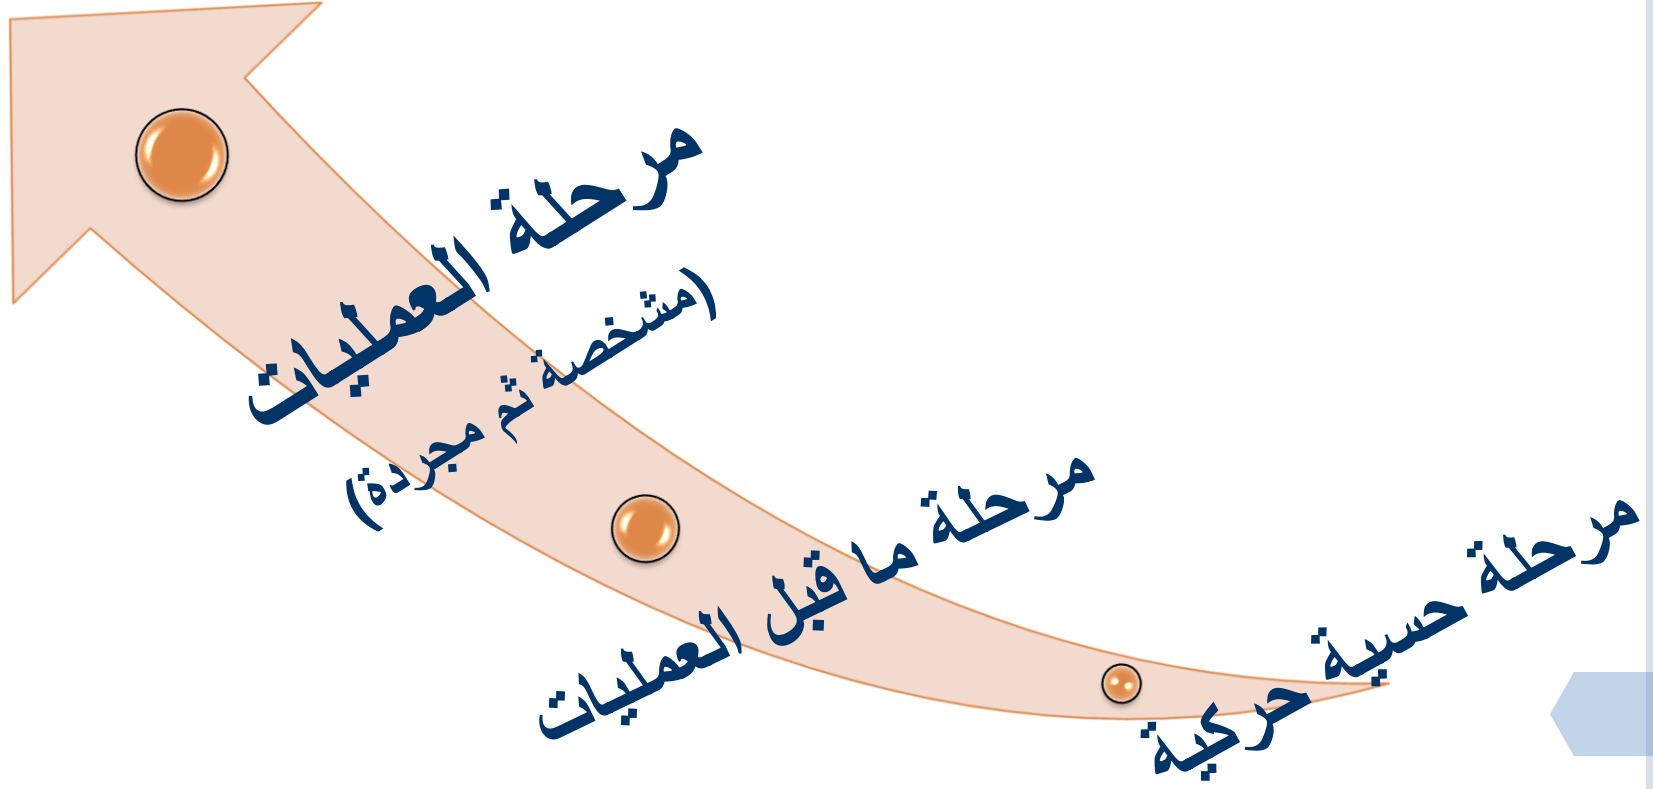 مرحلة حسية حركية
مرحلة ما قبل العمليات
مرحلة العمليات
(مشخصة ثم مجردة)